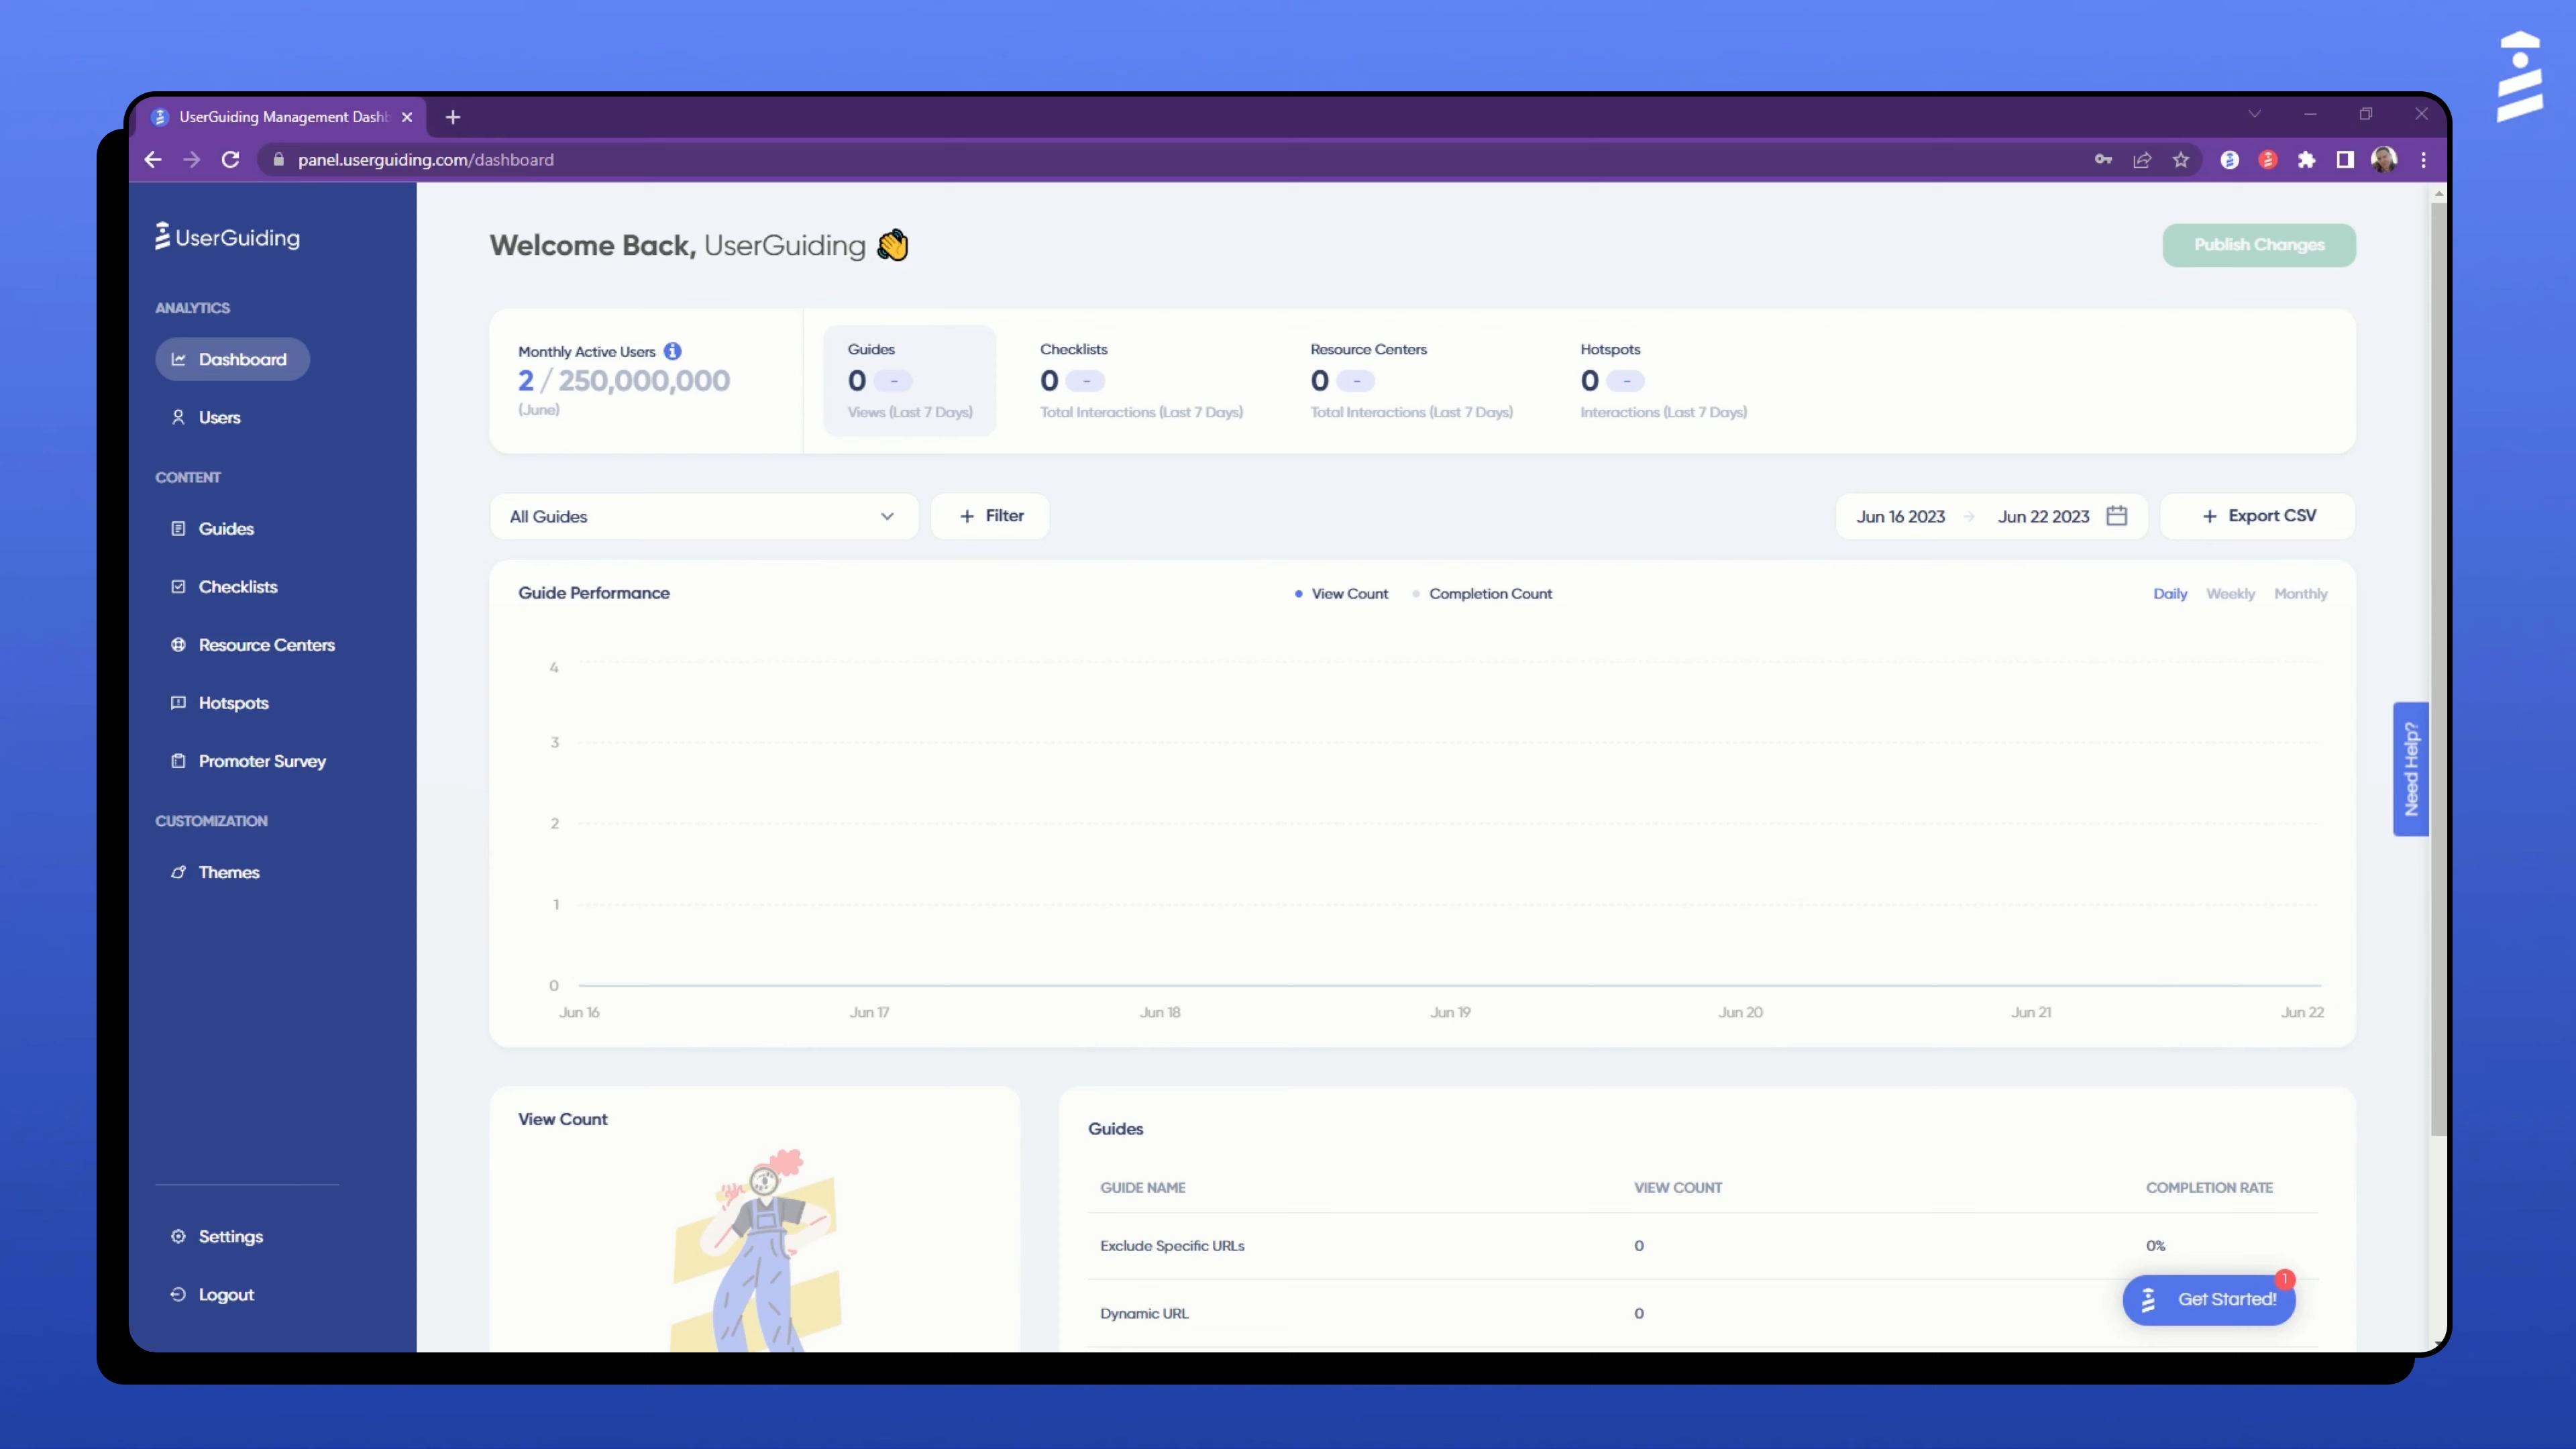 UserGuiding Management Dashb
panel.userguiding.com/dashboard
UserGuiding
ANALYTICS
Dashboard
Users
CONTENT
Guides
Checklists
Resource Centers
Hotspots
Promoter Survey
CUSTOMIZATION
Themes
Settings
Logout
Welcome Back, UserGuiding
Publish Changes
Monthly Active Users
2 / 250,000,000
(June)
Guides
0 -
Views (Last 7 Days)
Checklists
0 -
Total Interactions (Last 7 Days)
Resource Centers
0 -
Total Interactions (Last 7 Days)
Hotspots
0 -
Interactions (Last 7 Days)
All Guides
+ Filter
Jun 16 2023 → Jun 22 2023
+ Export CSV
Guide Performance
View Count Completion Count
Daily Weekly Monthly
4
3
2
1
0
Jun 16 Jun 17 Jun 18 Jun 19 Jun 20 Jun 21 Jun 22
Need Help?
View Count
Guides
GUIDE NAME VIEW COUNT COMPLETION RATE
Exclude Specific URLs 0 0%
Dynamic URL 0
1
Get Started!